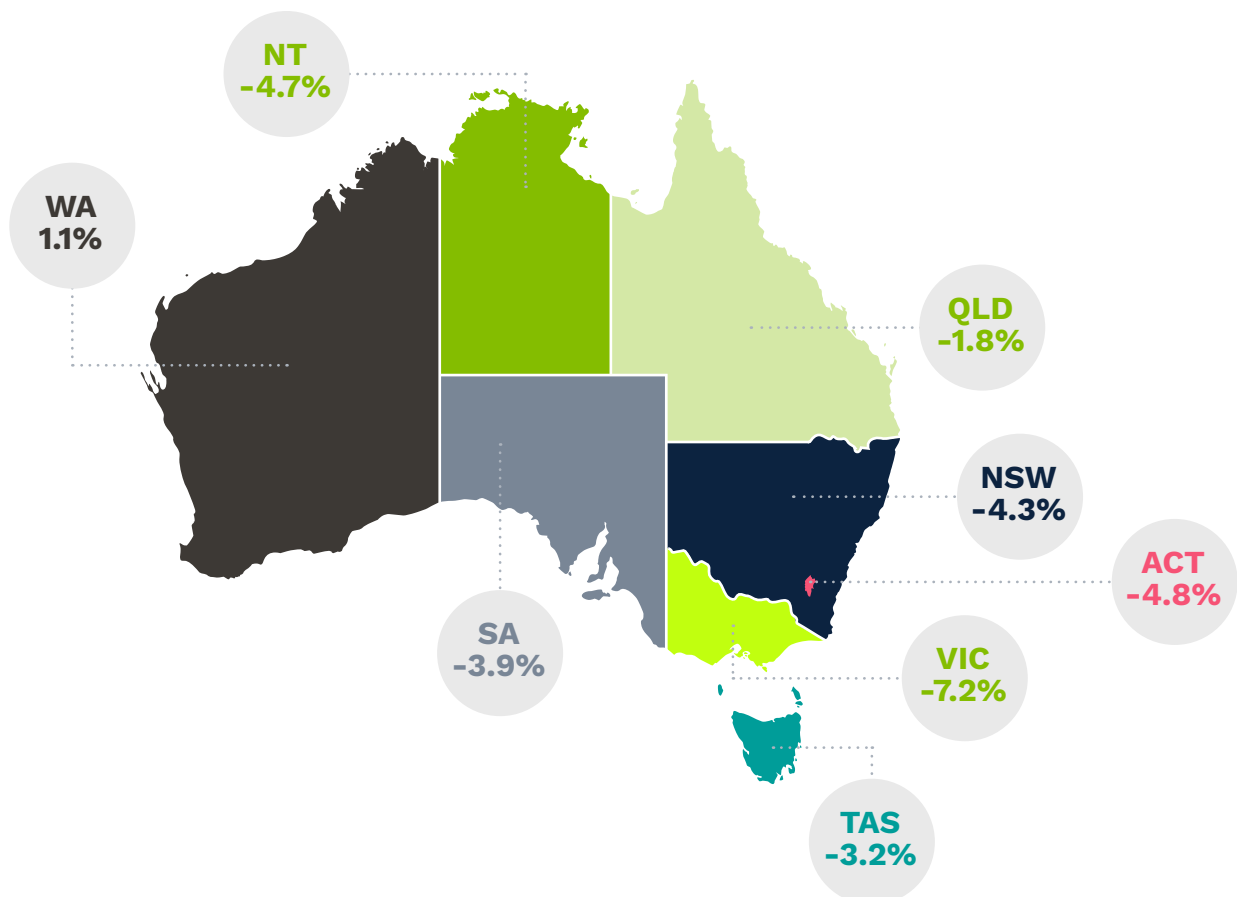 NT
-4.7%
WA
1.1%
QLD
-1.8%
NSW
-4.3%
ACT
-4.8%
SA
-3.9%
VIC
-7.2%
TAS
-3.2%